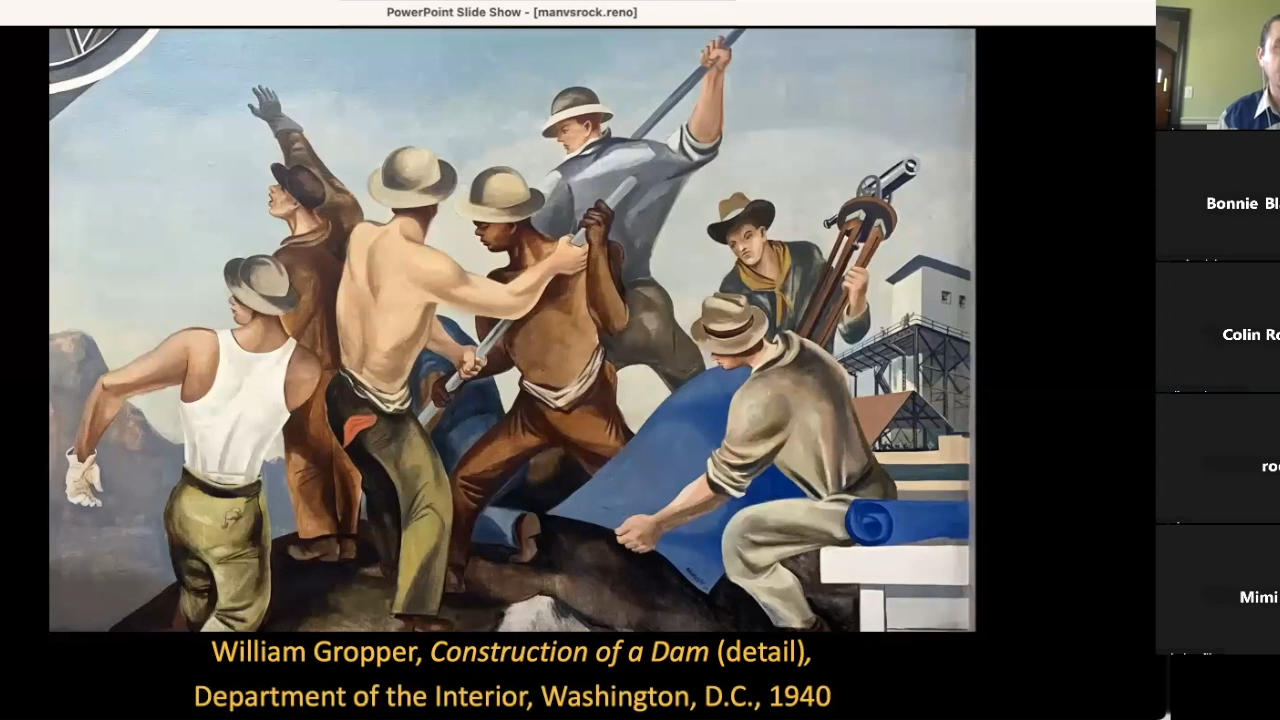 PowerPoint Slide Show - [manvsrock.reno]
William Gropper, Construction of a Dam (detail),
Department of the Interior, Washington, D.C., 1940
Bonnie
Colin
Mimi